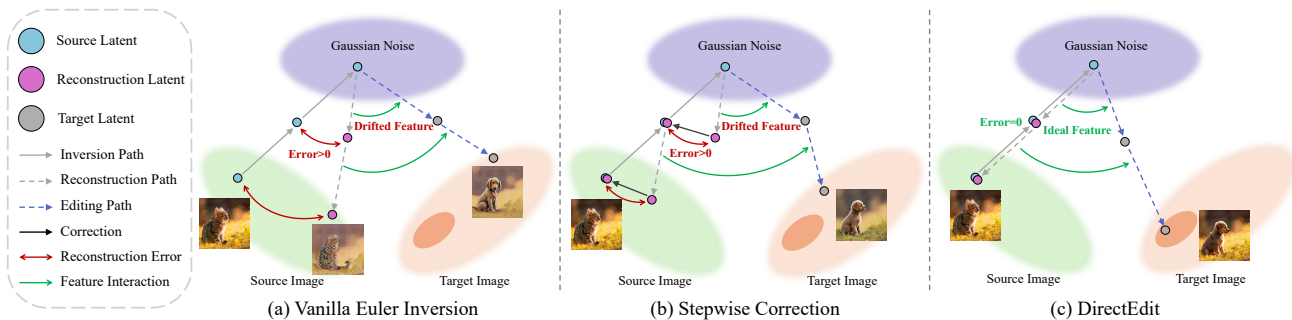 Source Latent
Reconstruction Latent
Target Latent
Inversion Path
Reconstruction Path
Editing Path
Correction
Reconstruction Error
Feature Interaction
Gaussian Noise
Drifted Feature
Error>0
Source Image
Target Image
(a) Vanilla Euler Inversion
Gaussian Noise
Drifted Feature
Error>0
Source Image
Target Image
(b) Stepwise Correction
Gaussian Noise
Error=0
Ideal Feature
Source Image
Target Image
(c) DirectEdit